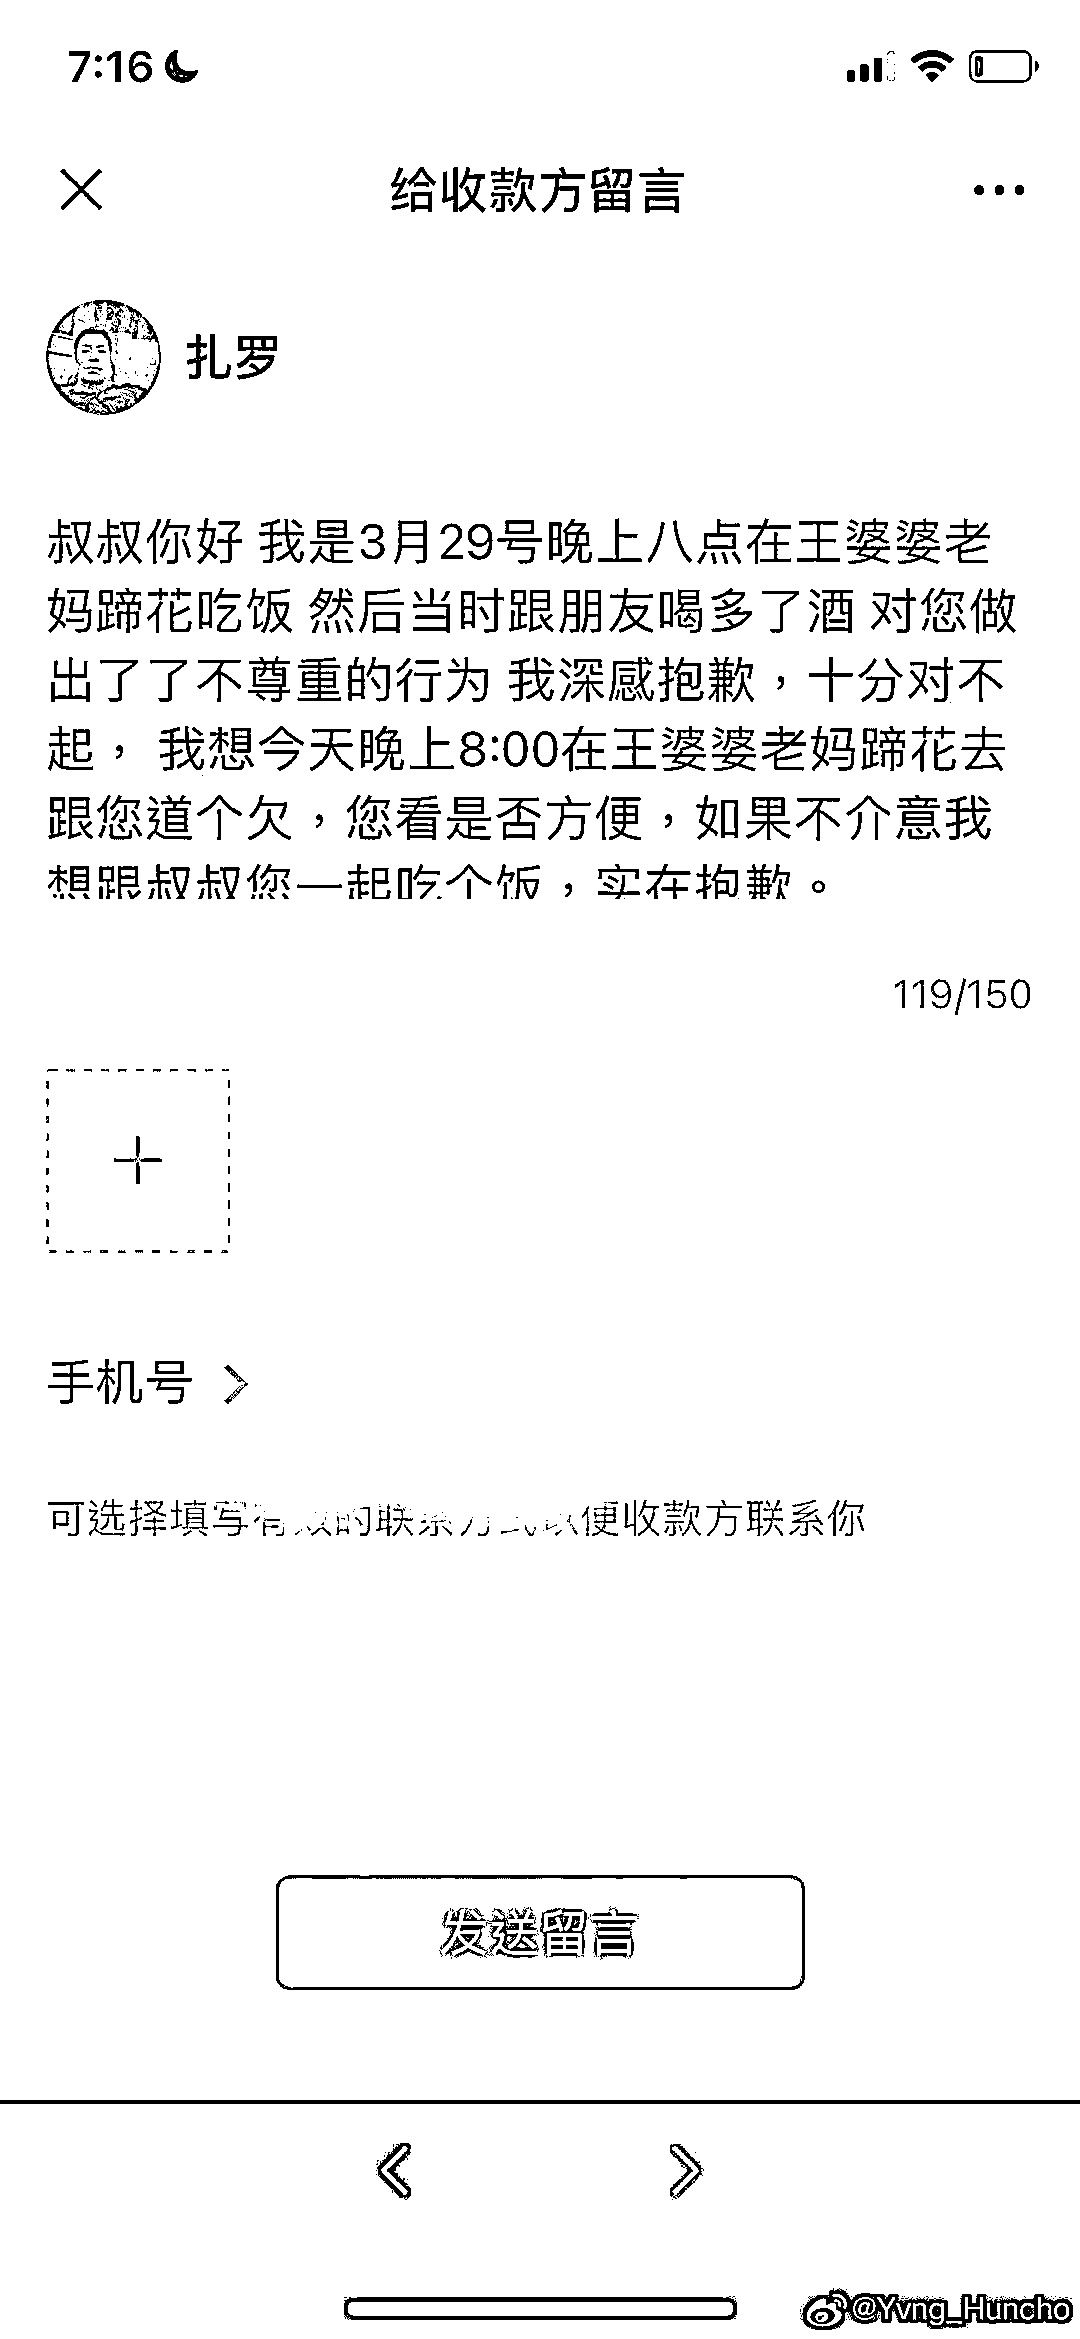 7:16
给收款方留言
扎罗
叔叔你好 我是3月29号晚上八点在王婆婆老
妈蹄花吃饭 然后当时跟朋友喝多了酒 对您做
出了了不尊重的行为 我深感抱歉，十分对不
起， 我想今天晚上8:00在王婆婆老妈蹄花去
跟您道个欠，您看是否方便，如果不介意我
想跟叔叔您一起吃个饭，实在抱歉。
119/150
手机号
可选择填写有效的联系方式以便收款方联系你
发送留言
@Yvng_Huncho